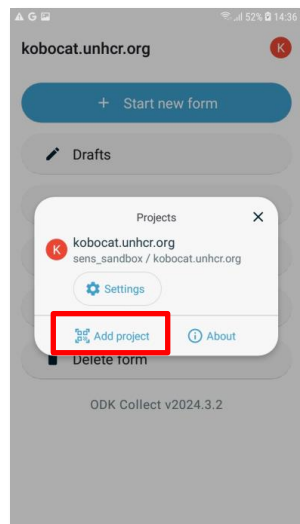 A G 52% 14:36
kobocat.unhcr.org K
+ Start new form
Drafts
Projects X
K kobocat.unhcr.org
sens_sandbox / kobocat.unhcr.org
Settings
Add project About
Delete form
ODK Collect v2024.3.2